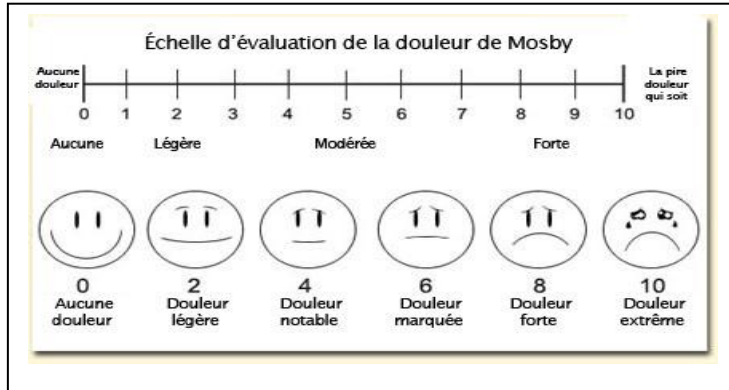 Échelle d'évaluation de la douleur de Mosby
Aucune douleur
La pire douleur qui soit
0 1 2 3 4 5 6 7 8 9 10
Aucune Légère Modérée Forte
0 2 4 6 8 10
Aucune Douleur Douleur Douleur Douleur Douleur
douleur légère notable marquée forte extrême